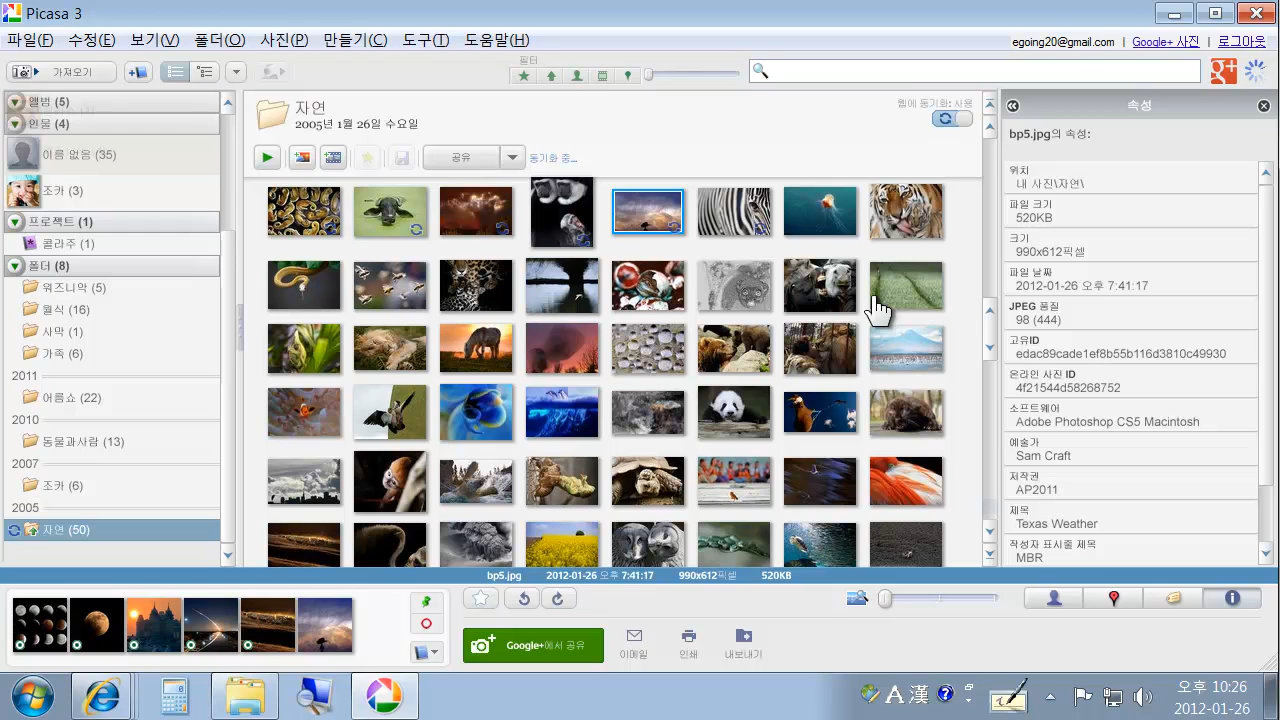 Picasa 3
파일(F) 수정(E) 보기(V) 폴더(O) 사진(P) 만들기(C) 도구(T) 도움말(H)
egoing20@gmail.com | Google+ 사진 | 로그아웃
가져오기
필터
앨범 (5)
인물 (4)
이름 없음 (35)
조카 (3)
프로젝트 (1)
콜라주 (1)
폴더 (8)
위즈니악 (5)
월식 (16)
사막 (1)
가족 (6)
2011
어름쇼 (22)
2010
동물과사람 (13)
2007
조카 (6)
2005
자연 (50)
자연
2005년 1월 26일 수요일
웹에 동기화: 사용
공유
동기화 중...
속성
bp5.jpg의 속성:
위치
내 사진\자연\
파일 크기
520KB
크기
990x612픽셀
파일 날짜
2012-01-26 오후 7:41:17
JPEG 품질
98 (444)
고유ID
edac89cade1ef8b55b116d3810c49930
온라인 사진 ID
4f21544d58268752
소프트웨어
Adobe Photoshop CS5 Macintosh
예술가
Sam Craft
저작권
AP2011
제목
Texas Weather
작성자 표시줄 제목
MBR
bp5.jpg 2012-01-26 오후 7:41:17 990x612픽셀 520KB
Google+에서 공유
이메일
인쇄
내보내기
A 漢
오후 10:26
2012-01-26